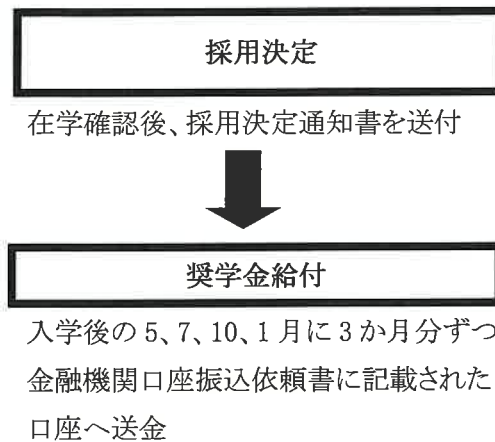 採用決定
在学確認後、採用決定通知書を送付
奨学金給付
入学後の 5、7、10、1 月に 3 か月分ずつ
金融機関口座振込依頼書に記載された
口座へ送金